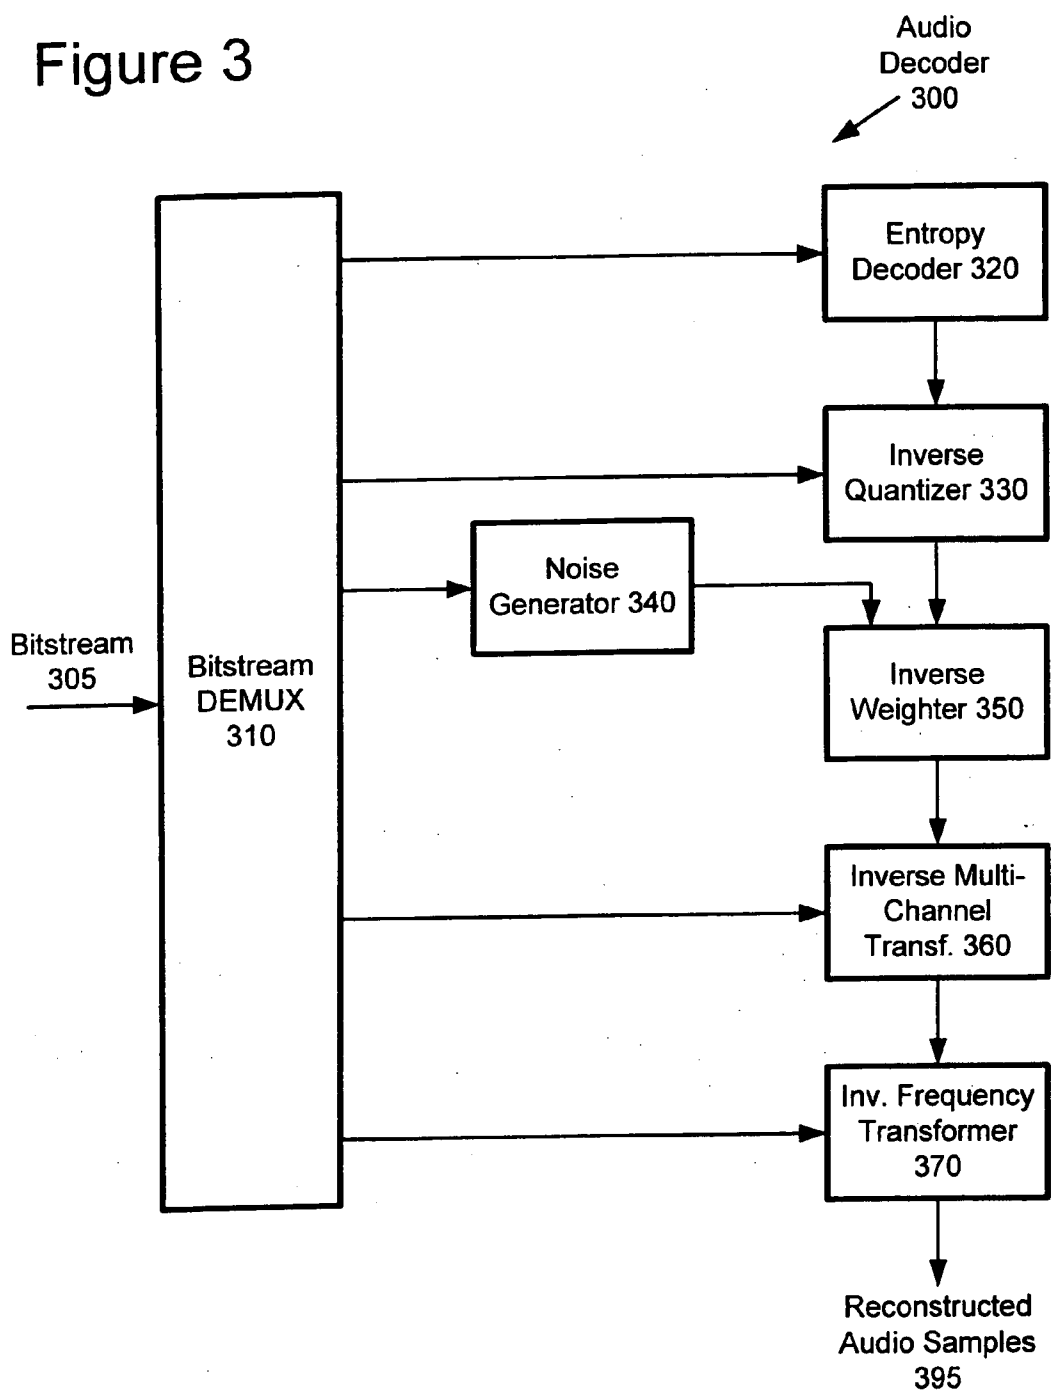 Figure 3
Audio
Decoder
300
Entropy
Decoder 320
Inverse
Quantizer 330
Noise
Generator 340
Bitstream
305
Bitstream
DEMUX
310
Inverse
Weighter 350
Inverse Multi-
Channel
Transf. 360
Inv. Frequency
Transformer
370
Reconstructed
Audio Samples
395